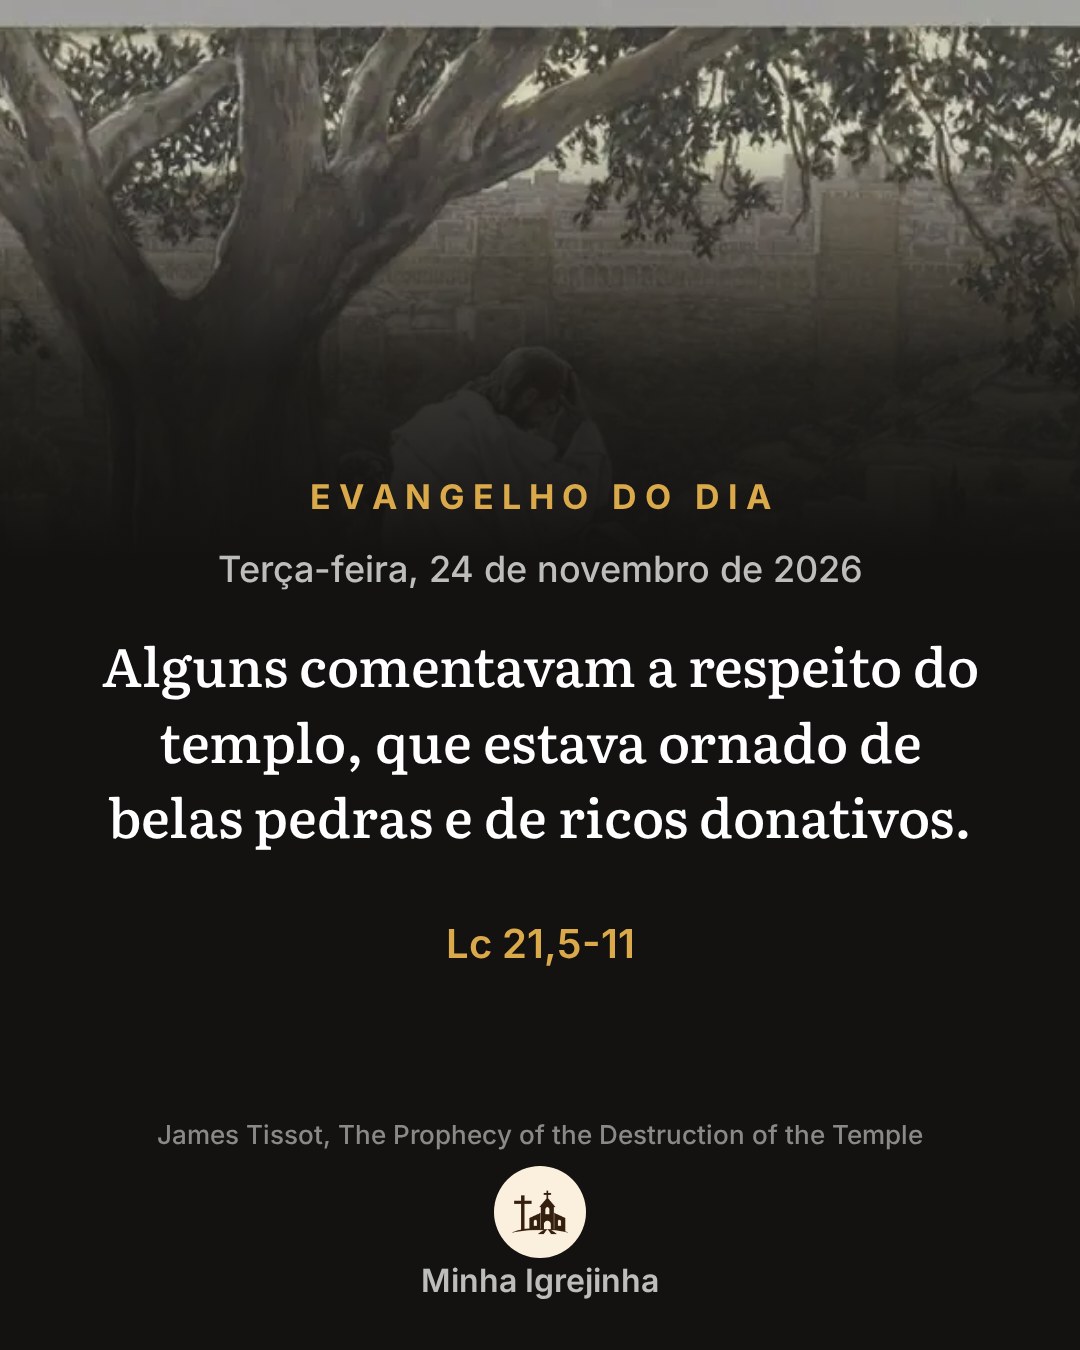 EVANGELHO DO DIA
Terça-feira, 24 de novembro de 2026
Alguns comentavam a respeito do
templo, que estava ornado de
belas pedras e de ricos donativos.
Lc 21,5-11
James Tissot, The Prophecy of the Destruction of the Temple
Minha Igrejinha